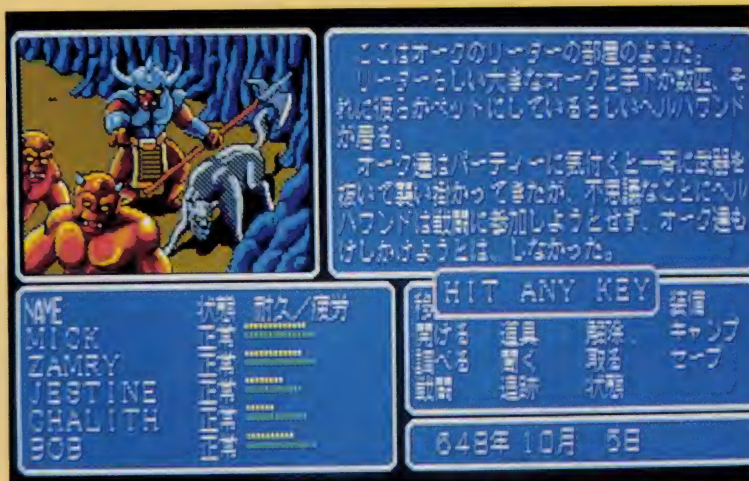 ここはオークのリーダーの部屋のようだ。
リーダーらしい大きなオークと手下が数匹、そ
れに彼らがペットにしているらしいヘルハウンド
が居る。
オーク達はパーティーに気付くと一斉に武器を
抜いて襲い掛かってきたが、不思議なことにヘル
ハウンドは戦闘に参加しようとせず、オーク達も
けしかけようとは、しなかった。
HIT ANY KEY
NAME 状態 耐久/疲労
MICK 正常
ZAMRY 正常
JESTINE 正常
CHALITH 正常
BOB 正常
装備
開ける 道具 解除 キャンプ
調べる 聞く 取る セーブ
戦闘 追跡 状態
648年 10月 5日